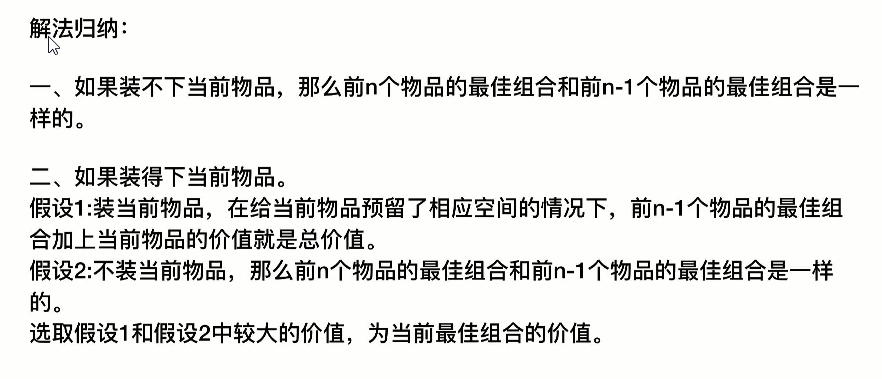 解法归纳：
一、如果装不下当前物品，那么前n个物品的最佳组合和前n-1个物品的最佳组合是一
样的。
二、如果装得下当前物品。
假设1:装当前物品，在给当前物品预留了相应空间的情况下，前n-1个物品的最佳组
合加上当前物品的价值就是总价值。
假设2:不装当前物品，那么前n个物品的最佳组合和前n-1个物品的最佳组合是一样
的。
选取假设1和假设2中较大的价值，为当前最佳组合的价值。